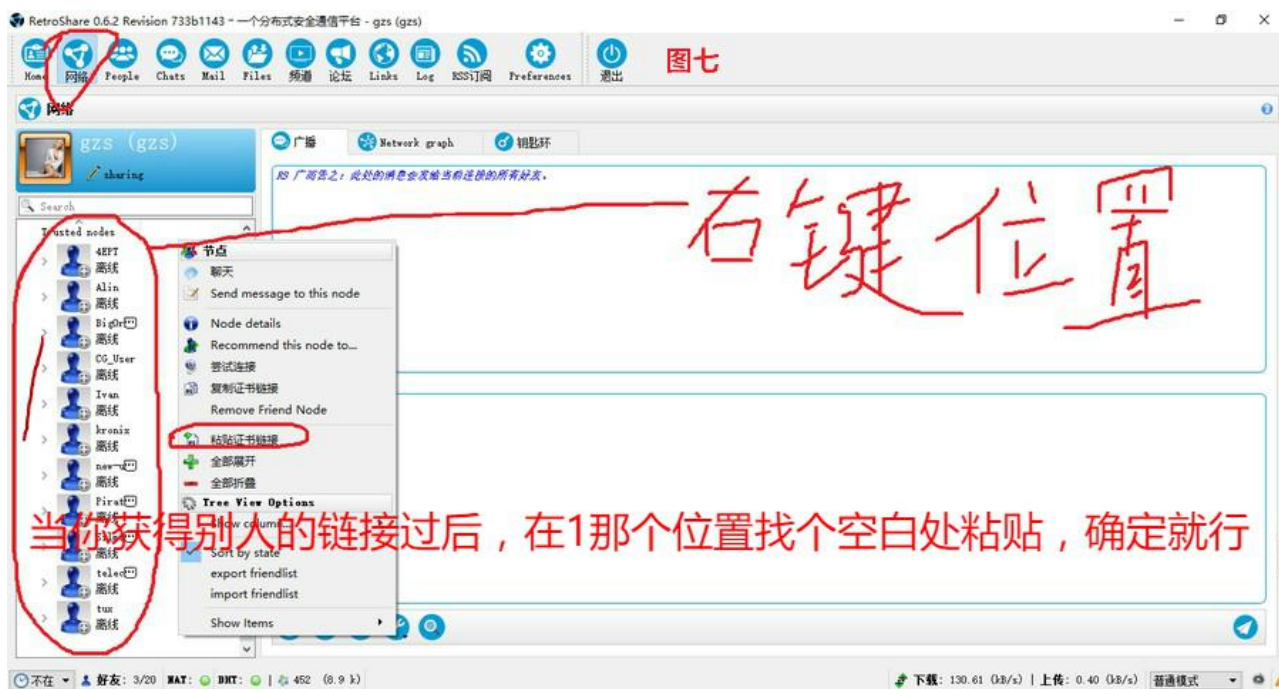 RetroShare 0.6.2 Revision 733b1143 - 一个分布式安全通信平台 - gzs (gzs)
Home 网络 People Chats Mail Files 频道 论坛 Links Log RSS订阅 Preferences 退出
图七
网络
gzs (gzs)
sharing
Search
Trusted nodes
4EPT
离线
Alin
离线
BigOr
离线
CG_User
离线
Ivan
离线
kronix
离线
new-u
离线
Pirat
离线
telec
离线
tux
离线
广播 Network graph 钥匙环
RS 广而告之: 此处的消息会发给当前连接的所有好友。
右键位置
节点
聊天
Send message to this node
Node details
Recommend this node to...
尝试连接
复制证书链接
Remove Friend Node
粘贴证书链接
全部展开
全部折叠
Tree View Options
Show column...
Sort by state
export friendlist
import friendlist
Show Items
当你获得别人的链接过后，在1那个位置找个空白处粘贴，确定就行
不在 好友: 3/20 NAT: DHT: | 452 (8.9 k)
下载: 130.61 (kB/s) | 上传: 0.40 (kB/s) 普通模式